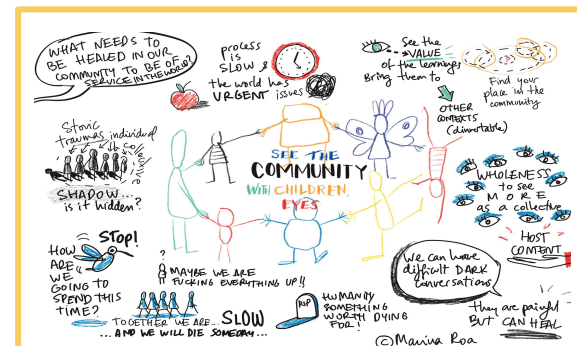 WHAT NEEDS TO
BE HEALED IN OUR
COMMUNITY TO BE OF
SERVICE IN THE WORLD?
process
is
SLOW &
the world has
URGENT issues
See the
VALUE
of the learnings
Bring them to
OTHER
CONTEXTS
Find your
place in the
community.
Storic
traumas, individual
& co
SHADOW...
is it hidden?
SEE THE
COMMUNITY
WITH CHILDREN
EYES
WHOLENESS
to see
MORE
as a collective
HOST
CONTENT
STOP!
HOW
ARE
WE
GOING TO
SPEND THIS
TIME?
MAYBE WE ARE
FUCKING EVERYTHING UP!!
TOGETHER WE ARE... SLOW
... AND WE WILL DIE SOMEDAY...
RIP
HUMANITY
SOMETHING
WORTH DYING
FOR!
We can have
difficult DARK
conversations
they are painful
BUT CAN HEAL